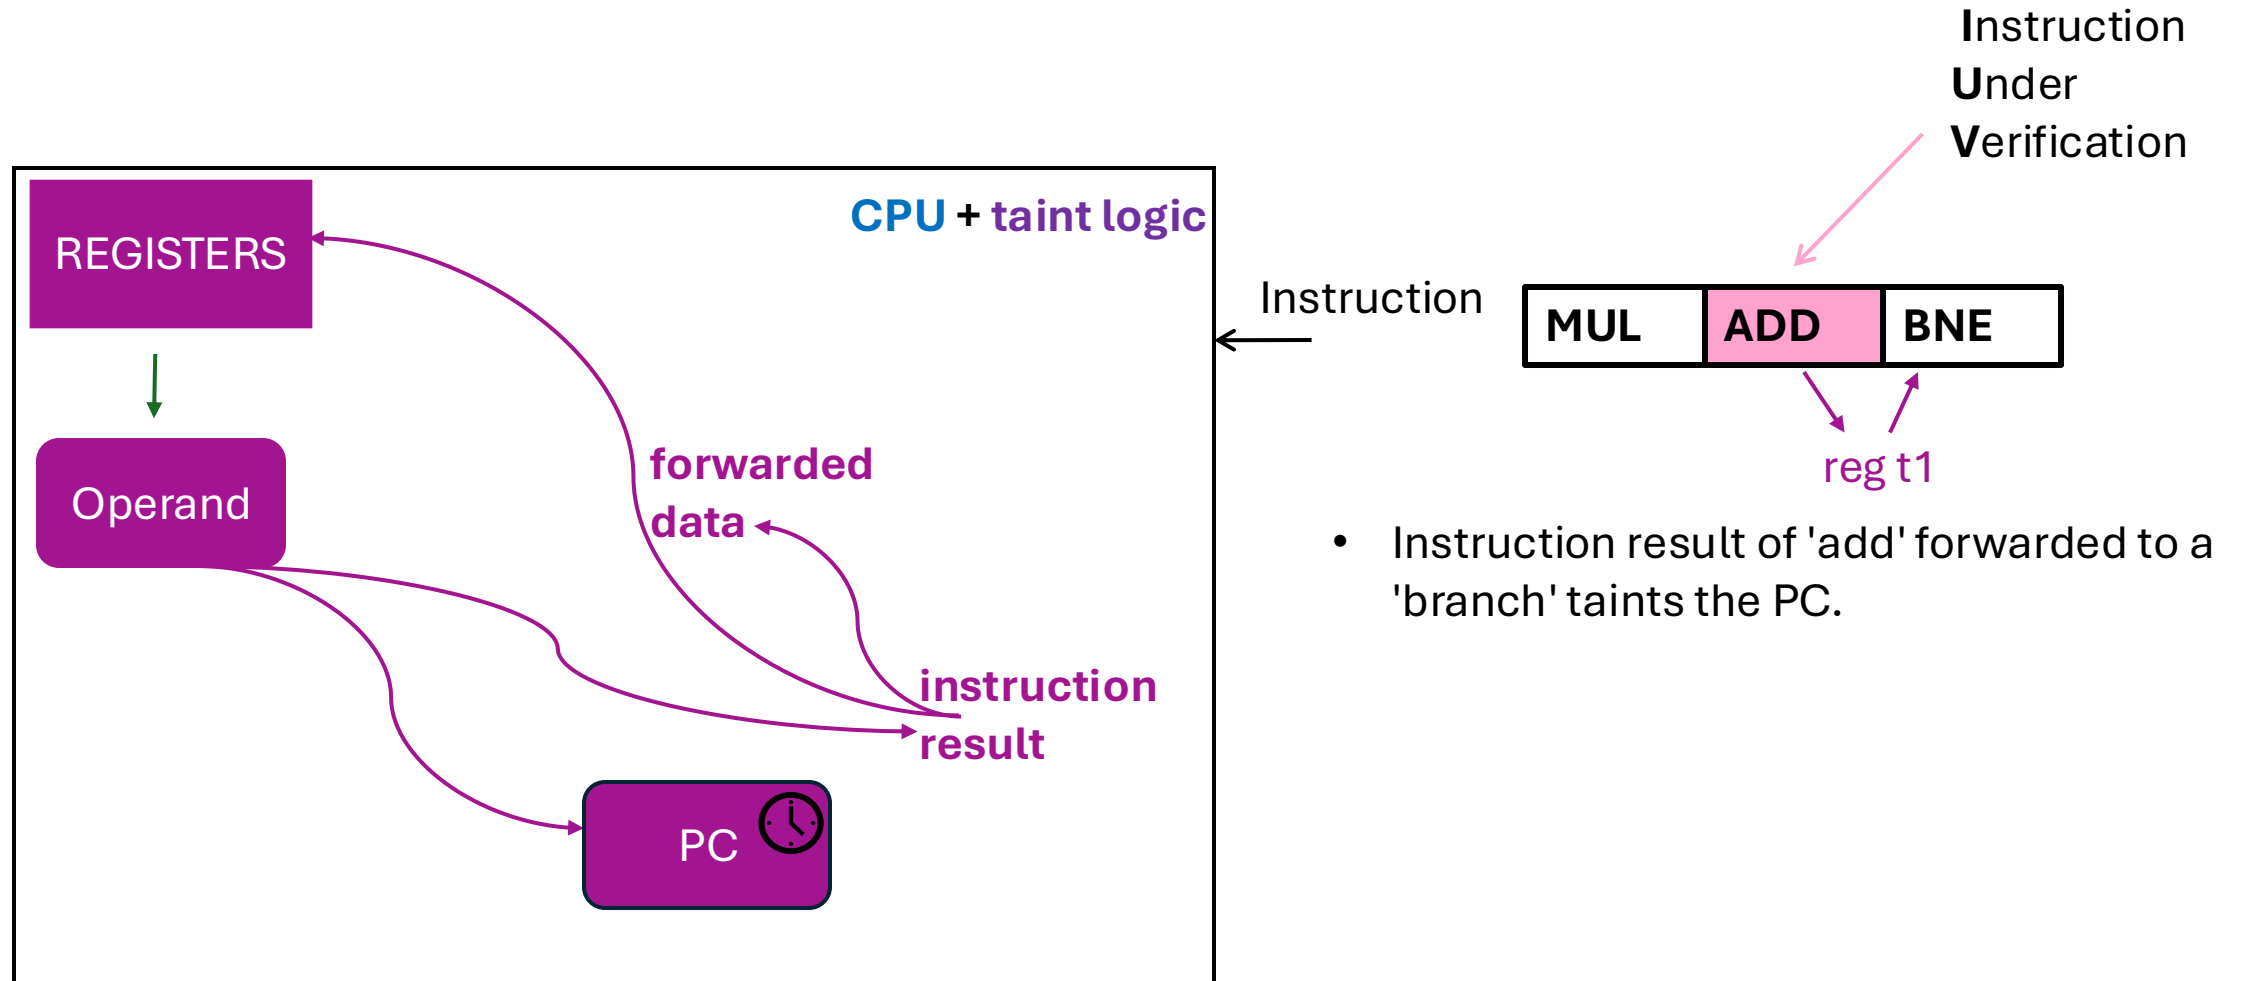 Instruction
Under
Verification
CPU + taint logic
REGISTERS
Instruction
MUL ADD BNE
forwarded
data
reg t1
Operand
• Instruction result of 'add' forwarded to a
'branch' taints the PC.
instruction
result
PC